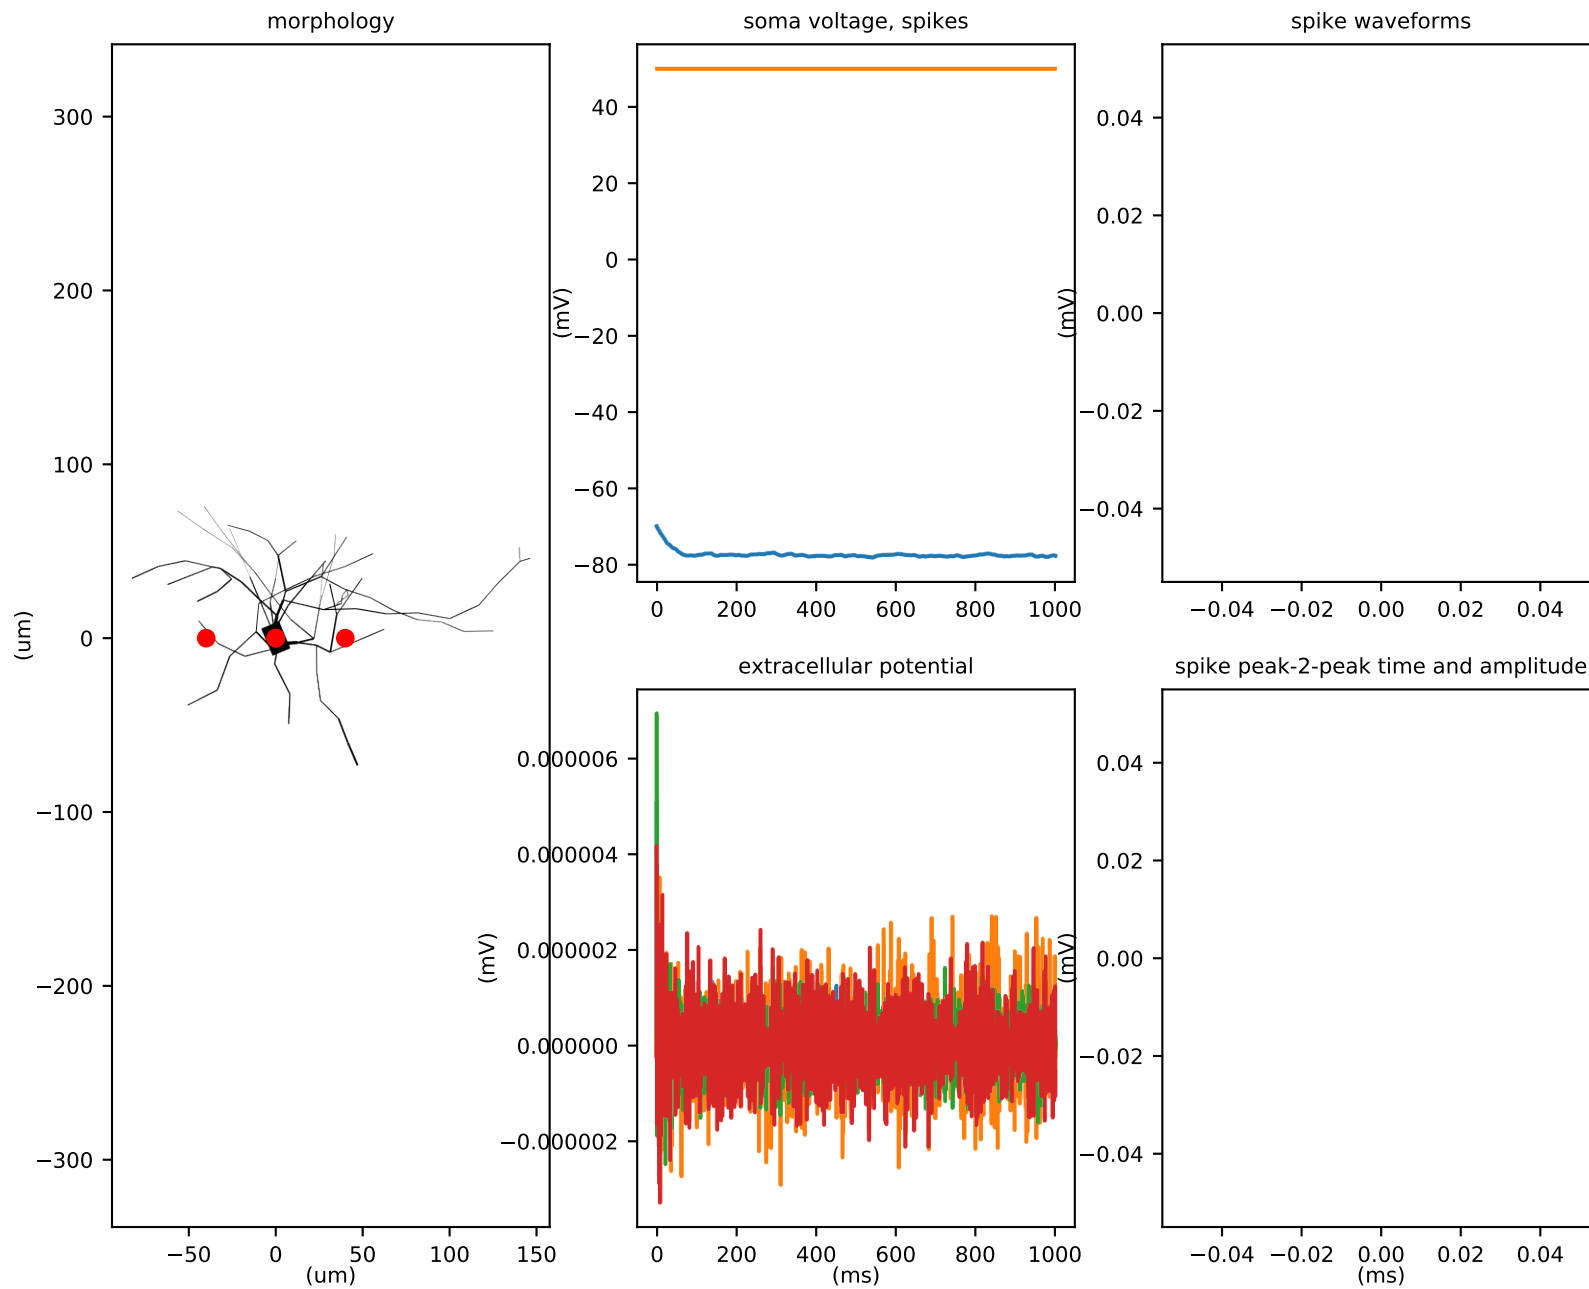 morphology
300
200
100
0
−100
−200
−300
(um)
−50 0 50 100 150
(um)
soma voltage, spikes
40
20
0
−20
−40
−60
−80
(mV)
0 200 400 600 800 1000
spike waveforms
0.04
0.02
0.00
−0.02
−0.04
(mV)
−0.04 −0.02 0.00 0.02 0.04
extracellular potential
0.000006
0.000004
0.000002
0.000000
−0.000002
(mV)
0 200 400 600 800 1000
(ms)
spike peak-2-peak time and amplitude
0.04
0.02
0.00
−0.02
−0.04
(mV)
−0.04 −0.02 0.00 0.02 0.04
(ms)